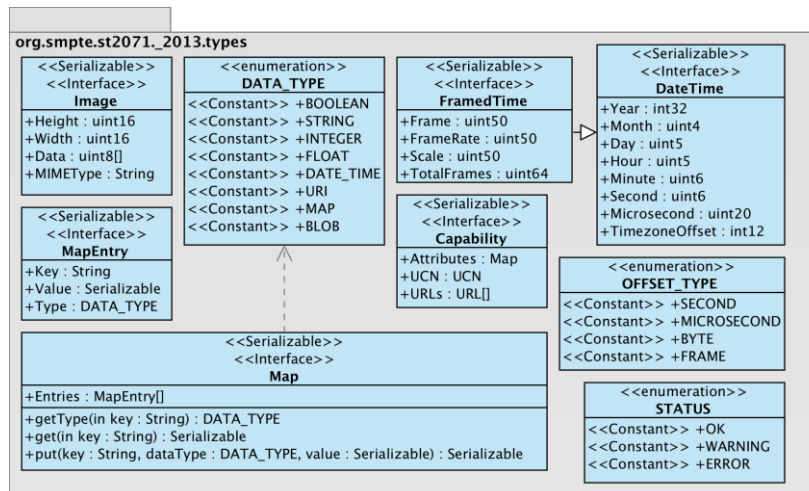 org.smpte.st2071._2013.types
<<Serializable>>
<<Interface>>
Image
+Height : uint16
+Width : uint16
+Data : uint8[]
+MIMEType : String
<<enumeration>>
DATA_TYPE
<<Constant>> +BOOLEAN
<<Constant>> +STRING
<<Constant>> +INTEGER
<<Constant>> +FLOAT
<<Constant>> +DATE_TIME
<<Constant>> +URI
<<Constant>> +MAP
<<Constant>> +BLOB
<<Serializable>>
<<Interface>>
FramedTime
+Frame : uint50
+FrameRate : uint50
+Scale : uint50
+TotalFrames : uint64
<<Serializable>>
<<Interface>>
DateTime
+Year : int32
+Month : uint4
+Day : uint5
+Hour : uint5
+Minute : uint6
+Second : uint6
+Microsecond : uint20
+TimezoneOffset : int12
<<Serializable>>
<<Interface>>
MapEntry
+Key : String
+Value : Serializable
+Type : DATA_TYPE
<<Serializable>>
<<Interface>>
Capability
+Attributes : Map
+UCN : UCN
+URLs : URL[]
<<enumeration>>
OFFSET_TYPE
<<Constant>> +SECOND
<<Constant>> +MICROSECOND
<<Constant>> +BYTE
<<Constant>> +FRAME
<<Serializable>>
<<Interface>>
Map
+Entries : MapEntry[]
+getType(in key : String) : DATA_TYPE
+get(in key : String) : Serializable
+put(key : String, dataType : DATA_TYPE, value : Serializable) : Serializable
<<enumeration>>
STATUS
<<Constant>> +OK
<<Constant>> +WARNING
<<Constant>> +ERROR